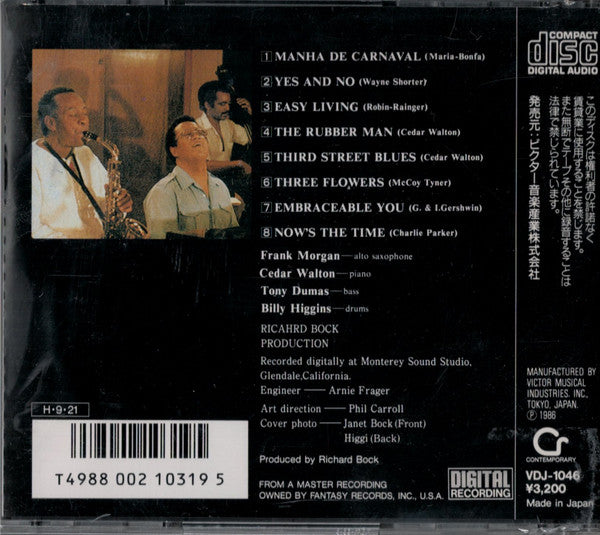 1 MANHA DE CARNAVAL (Maria-Bonfa)
2 YES AND NO (Wayne Shorter)
3 EASY LIVING (Robin-Rainger)
4 THE RUBBER MAN (Cedar Walton)
5 THIRD STREET BLUES (Cedar Walton)
6 THREE FLOWERS (McCoy Tyner)
7 EMBRACEABLE YOU (G. & I.Gershwin)
8 NOW'S THE TIME (Charlie Parker)
Frank Morgan—alto saxophone
Cedar Walton—piano
Tony Dumas—bass
Billy Higgins—drums
RICAHRD BOCK
PRODUCTION
Recorded digitally at Monterey Sound Studio,
Glendale,California.
Engineer —— Arnie Frager
Art direction — Phil Carroll
Cover photo — Janet Bock (Front)
Higgi (Back)
Produced by Richard Bock
FROM A MASTER RECORDING
OWNED BY FANTASY RECORDS, INC., U.S.A.
DIGITAL
RECORDING
H・9・21
T4988 002 10319 5
COMPACT
disc
DIGITAL AUDIO
このディスクは権利者の許諾なく
賃貸業に使用することを禁じます。
また無断でテープその他に録音することは
法律で禁じられています。
発売元:ビクター音楽産業株式会社
MANUFACTURED BY
VICTOR MUSICAL
INDUSTRIES, INC.
TOKYO, JAPAN.
Ⓟ 1986
CONTEMPORARY
VDJ-1046
¥3,200
Made in Japan